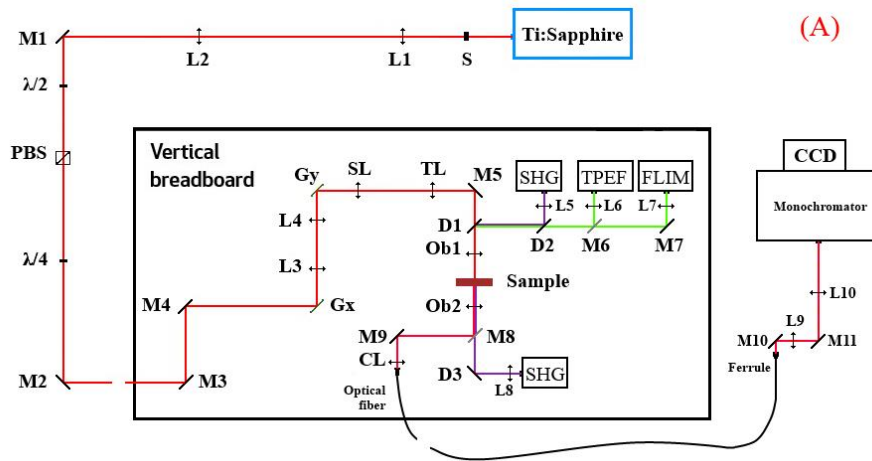 M1
L2
L1
S
Ti:Sapphire
(A)
λ/2
PBS
λ/4
M2
M3
M4
Vertical
breadboard
Gy
SL
TL
M5
SHG
TPEF
FLIM
L5
L6
L7
L4
L3
Gx
D1
D2
M6
M7
Ob1
Sample
Ob2
M9
M8
CL
D3
L8
SHG
Optical
fiber
CCD
Monochromator
L10
L9
M10
M11
Ferrule